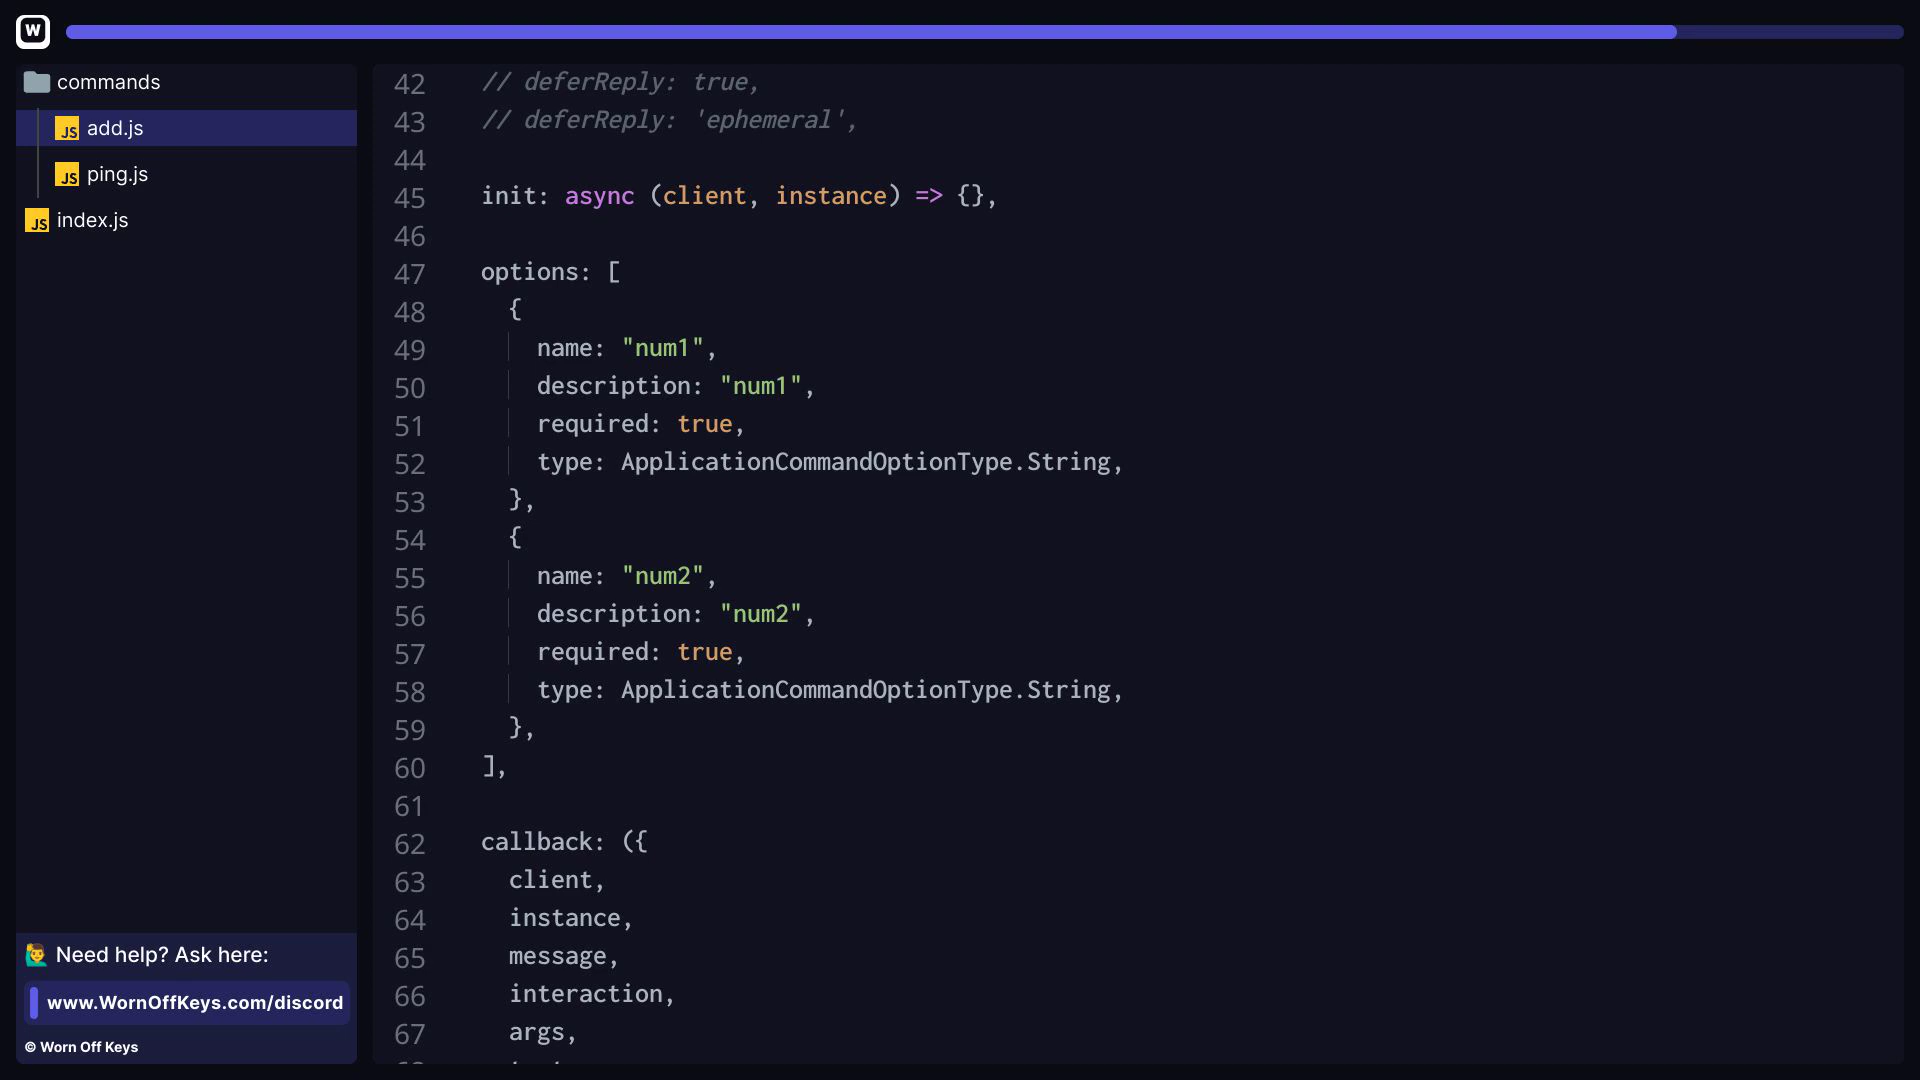 W
commands
JS add.js
JS ping.js
JS index.js
42 // deferReply: true,
43 // deferReply: 'ephemeral',
44
45 init: async (client, instance) => {},
46
47 options: [
48 {
49 name: "num1",
50 description: "num1",
51 required: true,
52 type: ApplicationCommandOptionType.String,
53 },
54 {
55 name: "num2",
56 description: "num2",
57 required: true,
58 type: ApplicationCommandOptionType.String,
59 },
60 ],
61
62 callback: ({
63 client,
64 instance,
65 message,
66 interaction,
67 args,
Need help? Ask here:
www.WornOffKeys.com/discord
© Worn Off Keys